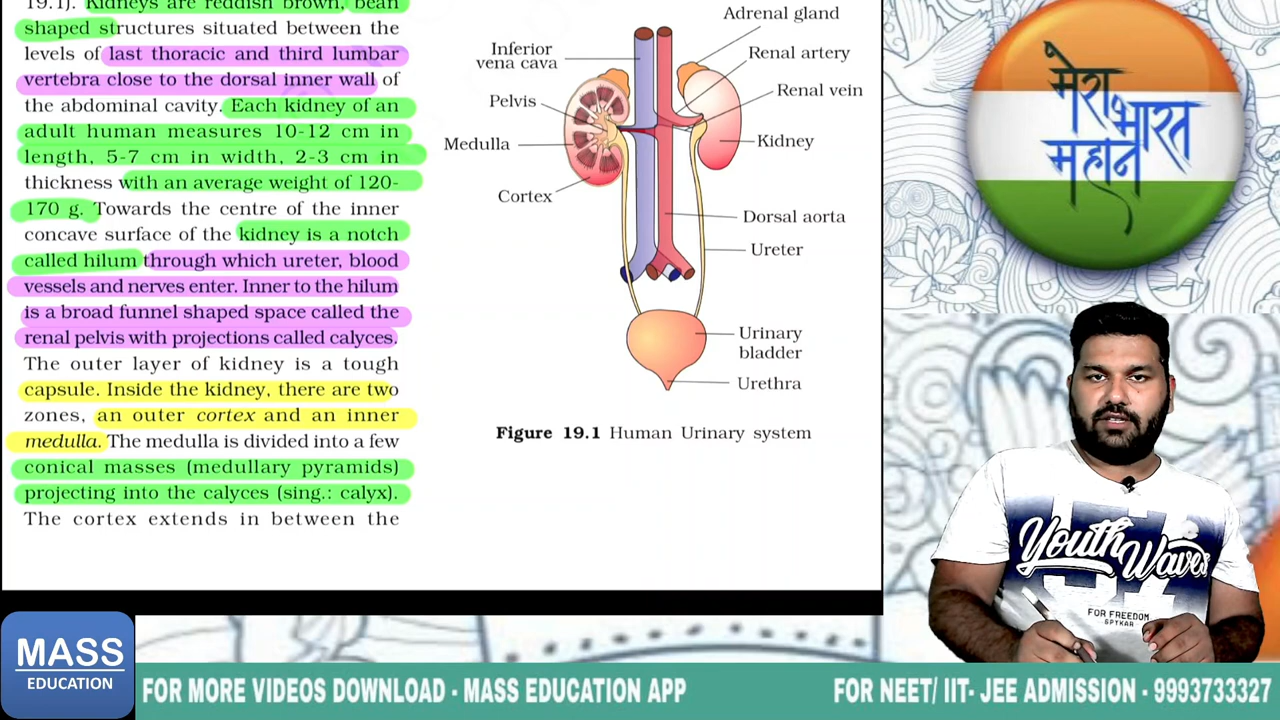 19.1). Kidneys are reddish brown, bean
shaped structures situated between the
levels of last thoracic and third lumbar
vertebra close to the dorsal inner wall of
the abdominal cavity. Each kidney of an
adult human measures 10-12 cm in
length, 5-7 cm in width, 2-3 cm in
thickness with an average weight of 120-
170 g. Towards the centre of the inner
concave surface of the kidney is a notch
called hilum through which ureter, blood
vessels and nerves enter. Inner to the hilum
is a broad funnel shaped space called the
renal pelvis with projections called calyces.
The outer layer of kidney is a tough
capsule. Inside the kidney, there are two
zones, an outer cortex and an inner
medulla. The medulla is divided into a few
conical masses (medullary pyramids)
projecting into the calyces (sing.: calyx).
The cortex extends in between the
Adrenal gland
Inferior
vena cava
Renal artery
Renal vein
Pelvis
Medulla
Kidney
Cortex
Dorsal aorta
Ureter
Urinary
bladder
Urethra
Figure 19.1 Human Urinary system
मेरा
भारत
महान
Youth
Waves
FOR FREEDOM
SPYKAR
MASS
EDUCATION
FOR MORE VIDEOS DOWNLOAD - MASS EDUCATION APP
FOR NEET/ IIT- JEE ADMISSION - 9993733327